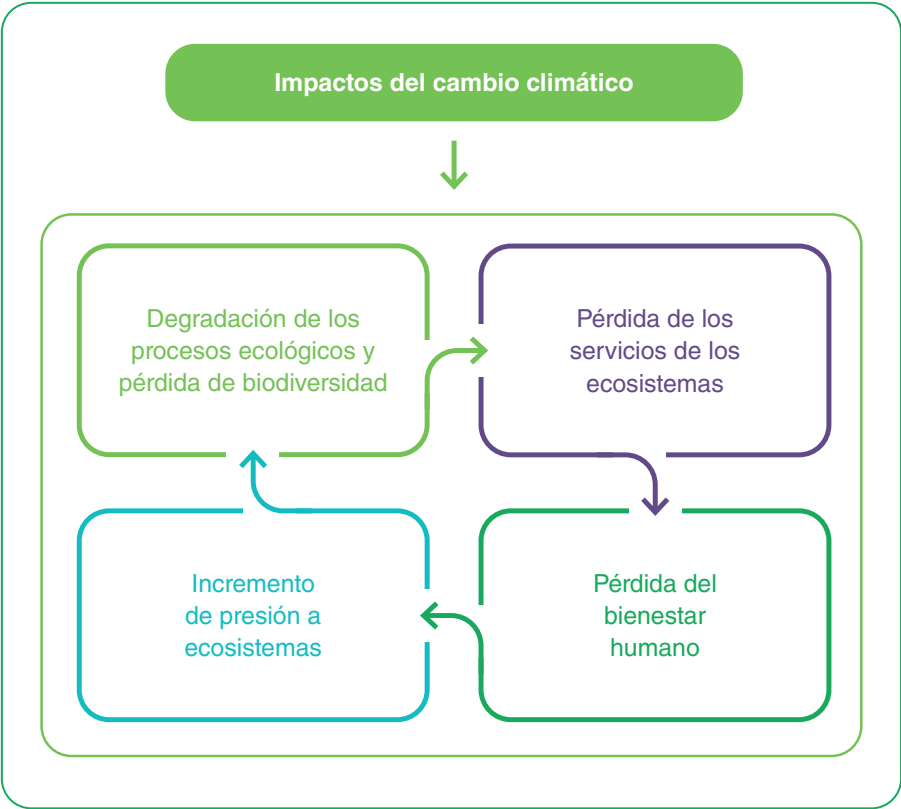 Impactos del cambio climático
Degradación de los
procesos ecológicos y
pérdida de biodiversidad
Pérdida de los
servicios de los
ecosistemas
Incremento
de presión a
ecosistemas
Pérdida del
bienestar
humano